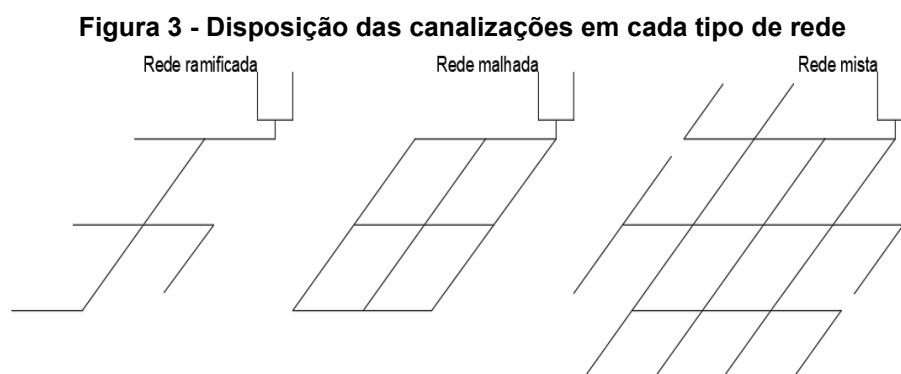 Figura 3 - Disposição das canalizações em cada tipo de rede
Rede ramificada
Rede malhada
Rede mista